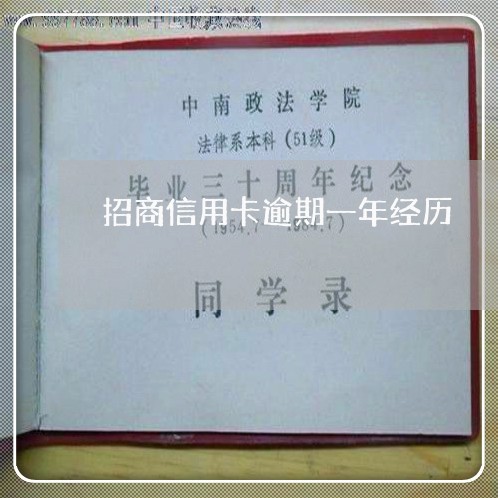 中南政法学院
法律系本科(51级)
毕业三十周年纪念
招商信用卡逾期一年经历
(1954.7 1984.7)
同学录